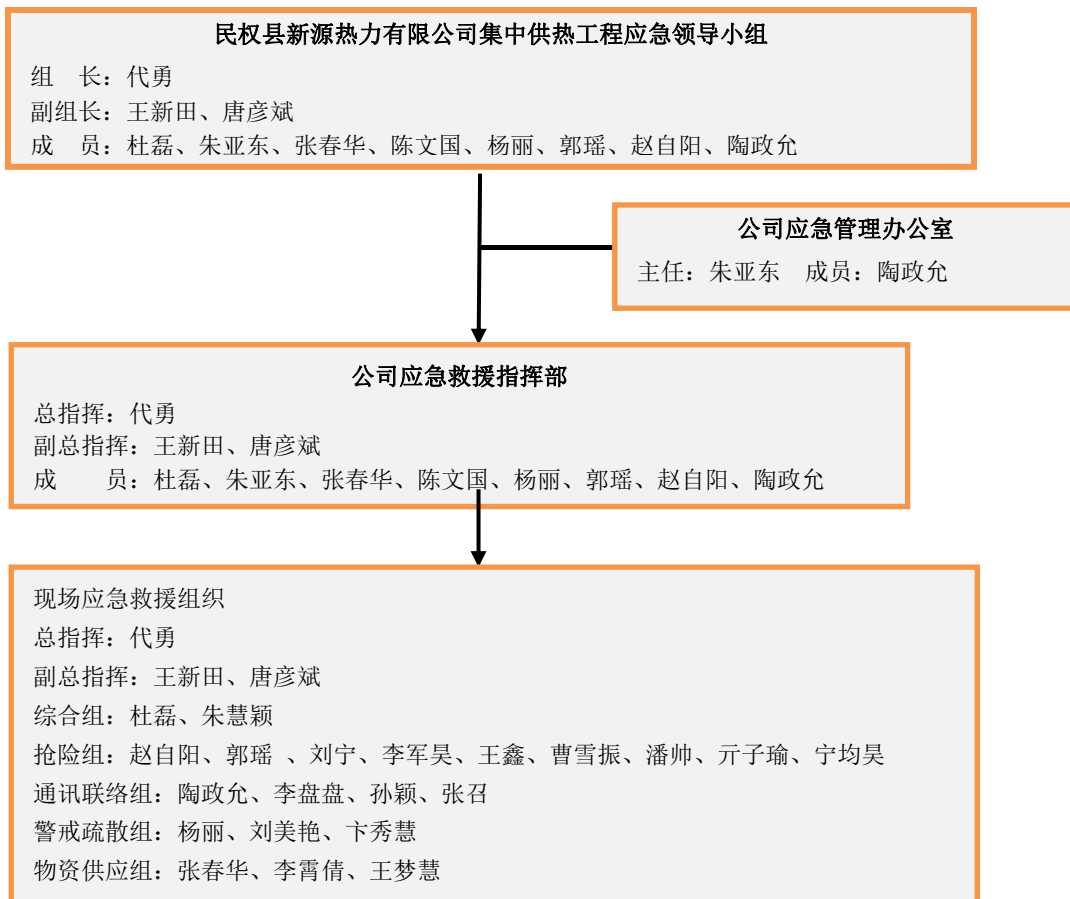 民权县新源热力有限公司集中供热工程应急领导小组
组　长：代勇
副组长：王新田、唐彦斌
成　员：杜磊、朱亚东、张春华、陈文国、杨丽、郭瑶、赵自阳、陶政允
公司应急管理办公室
主任：朱亚东　成员：陶政允
公司应急救援指挥部
总指挥：代勇
副总指挥：王新田、唐彦斌
成　　员：杜磊、朱亚东、张春华、陈文国、杨丽、郭瑶、赵自阳、陶政允
现场应急救援组织
总指挥：代勇
副总指挥：王新田、唐彦斌
综合组：杜磊、朱慧颖
抢险组：赵自阳、郭瑶 、刘宁、李军昊、王鑫、曹雪振、潘帅、亓子瑜、宁均昊
通讯联络组：陶政允、李盘盘、孙颖、张召
警戒疏散组：杨丽、刘美艳、卞秀慧
物资供应组：张春华、李霄倩、王梦慧